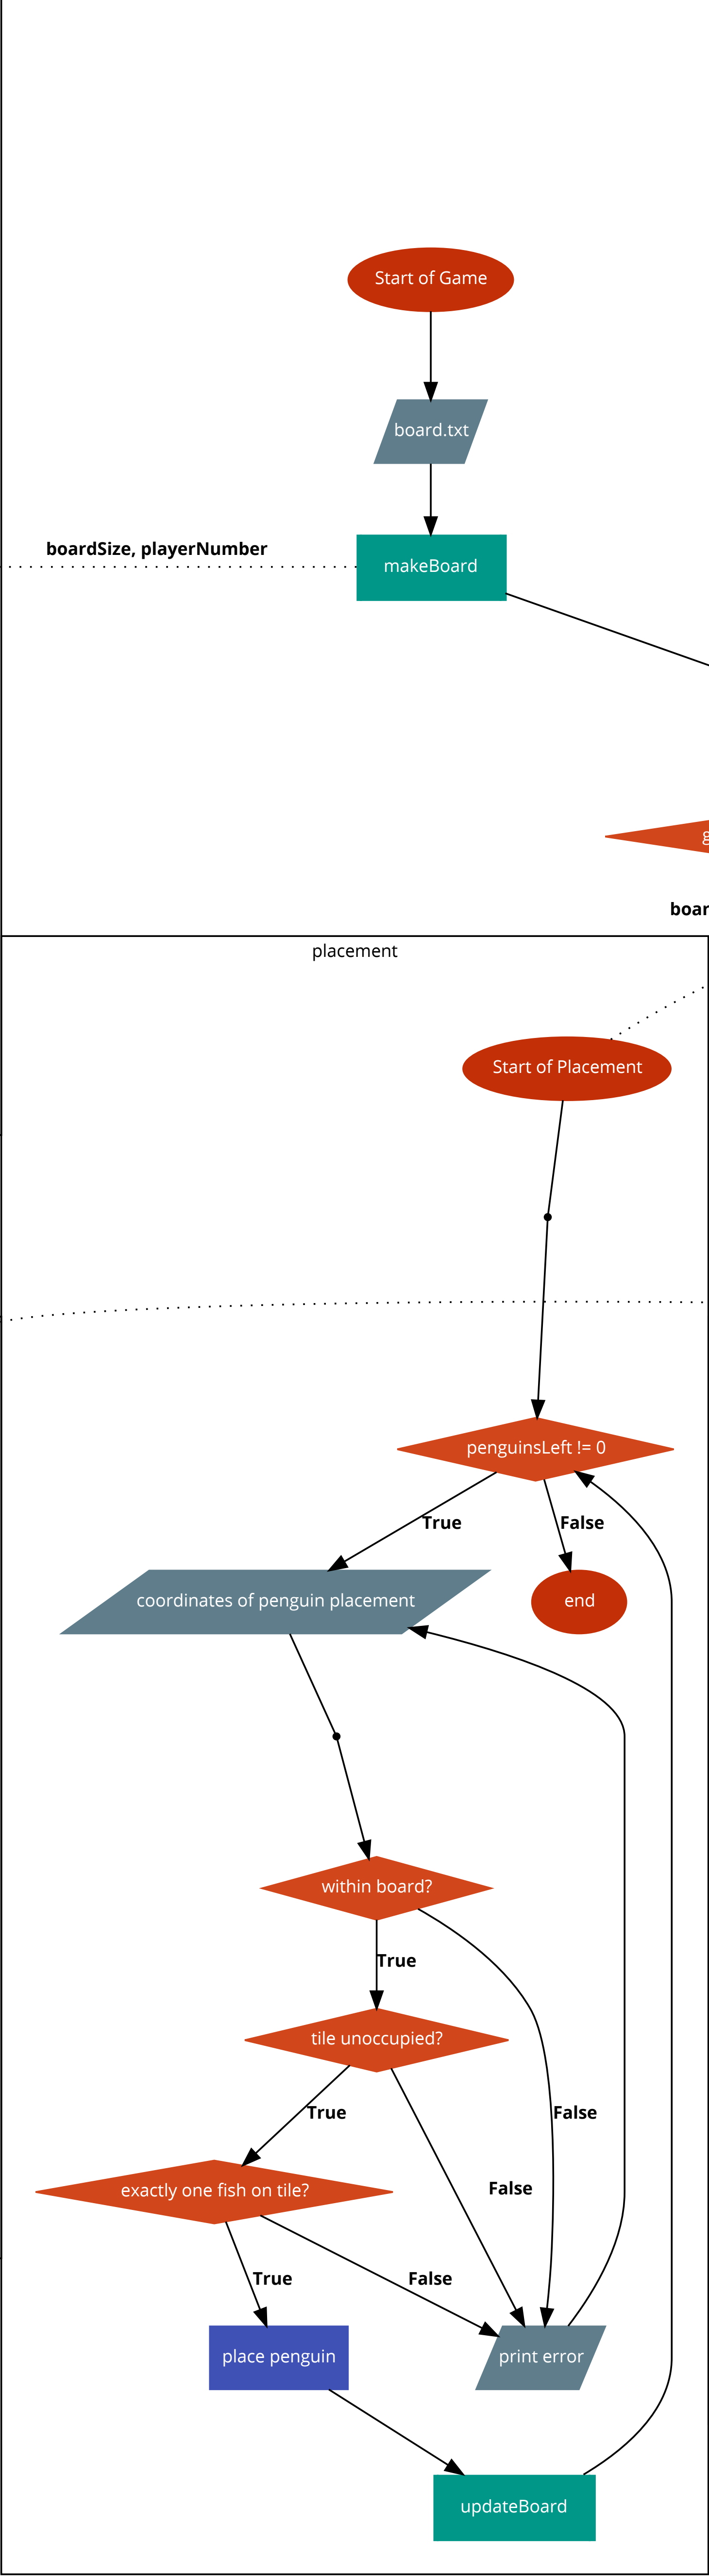 Start of Game
board.txt
boardSize, playerNumber
makeBoard
placement
Start of Placement
penguinsLeft != 0
True
False
coordinates of penguin placement
end
within board?
True
tile unoccupied?
True
False
False
exactly one fish on tile?
True
False
place penguin
print error
updateBoard